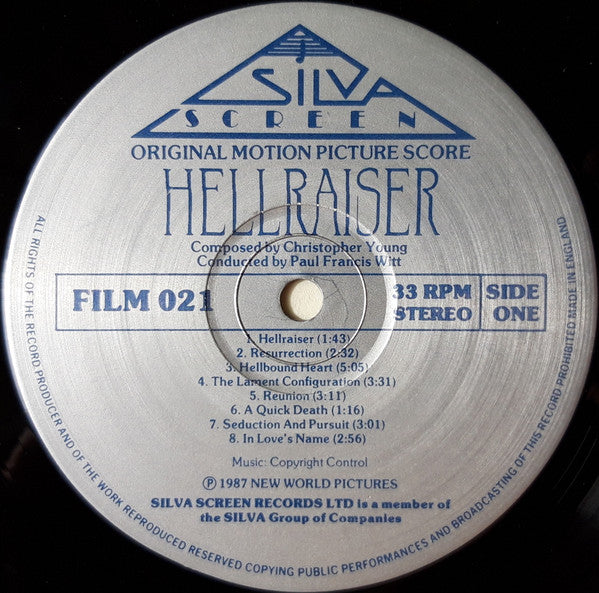 SILVA
SCREEN
ORIGINAL MOTION PICTURE SCORE
HELLRAISER
Composed by Christopher Young
Conducted by Paul Francis Witt
FILM 021
33 RPM
STEREO
SIDE
ONE
1. Hellraiser (1:43)
2. Resurrection (2:32)
3. Hellbound Heart (5:05)
4. The Lament Configuration (3:31)
5. Reunion (3:11)
6. A Quick Death (1:16)
7. Seduction And Pursuit (3:01)
8. In Love's Name (2:56)
Music: Copyright Control
Ⓟ 1987 NEW WORLD PICTURES
SILVA SCREEN RECORDS LTD is a member of
the SILVA Group of Companies
ALL RIGHTS OF THE RECORD PRODUCER AND OF THE WORK REPRODUCED RESERVED COPYING PUBLIC PERFORMANCES AND BROADCASTING OF THIS RECORD PROHIBITED MADE IN ENGLAND